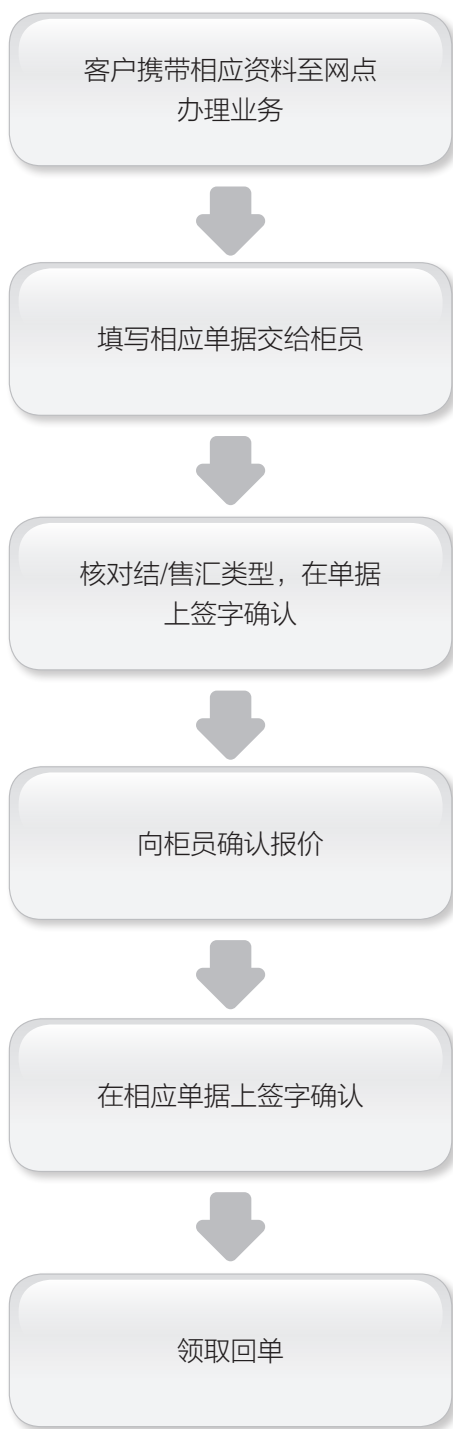 客户携带相应资料至网点
办理业务
填写相应单据交给柜员
核对结/售汇类型，在单据
上签字确认
向柜员确认报价
在相应单据上签字确认
领取回单